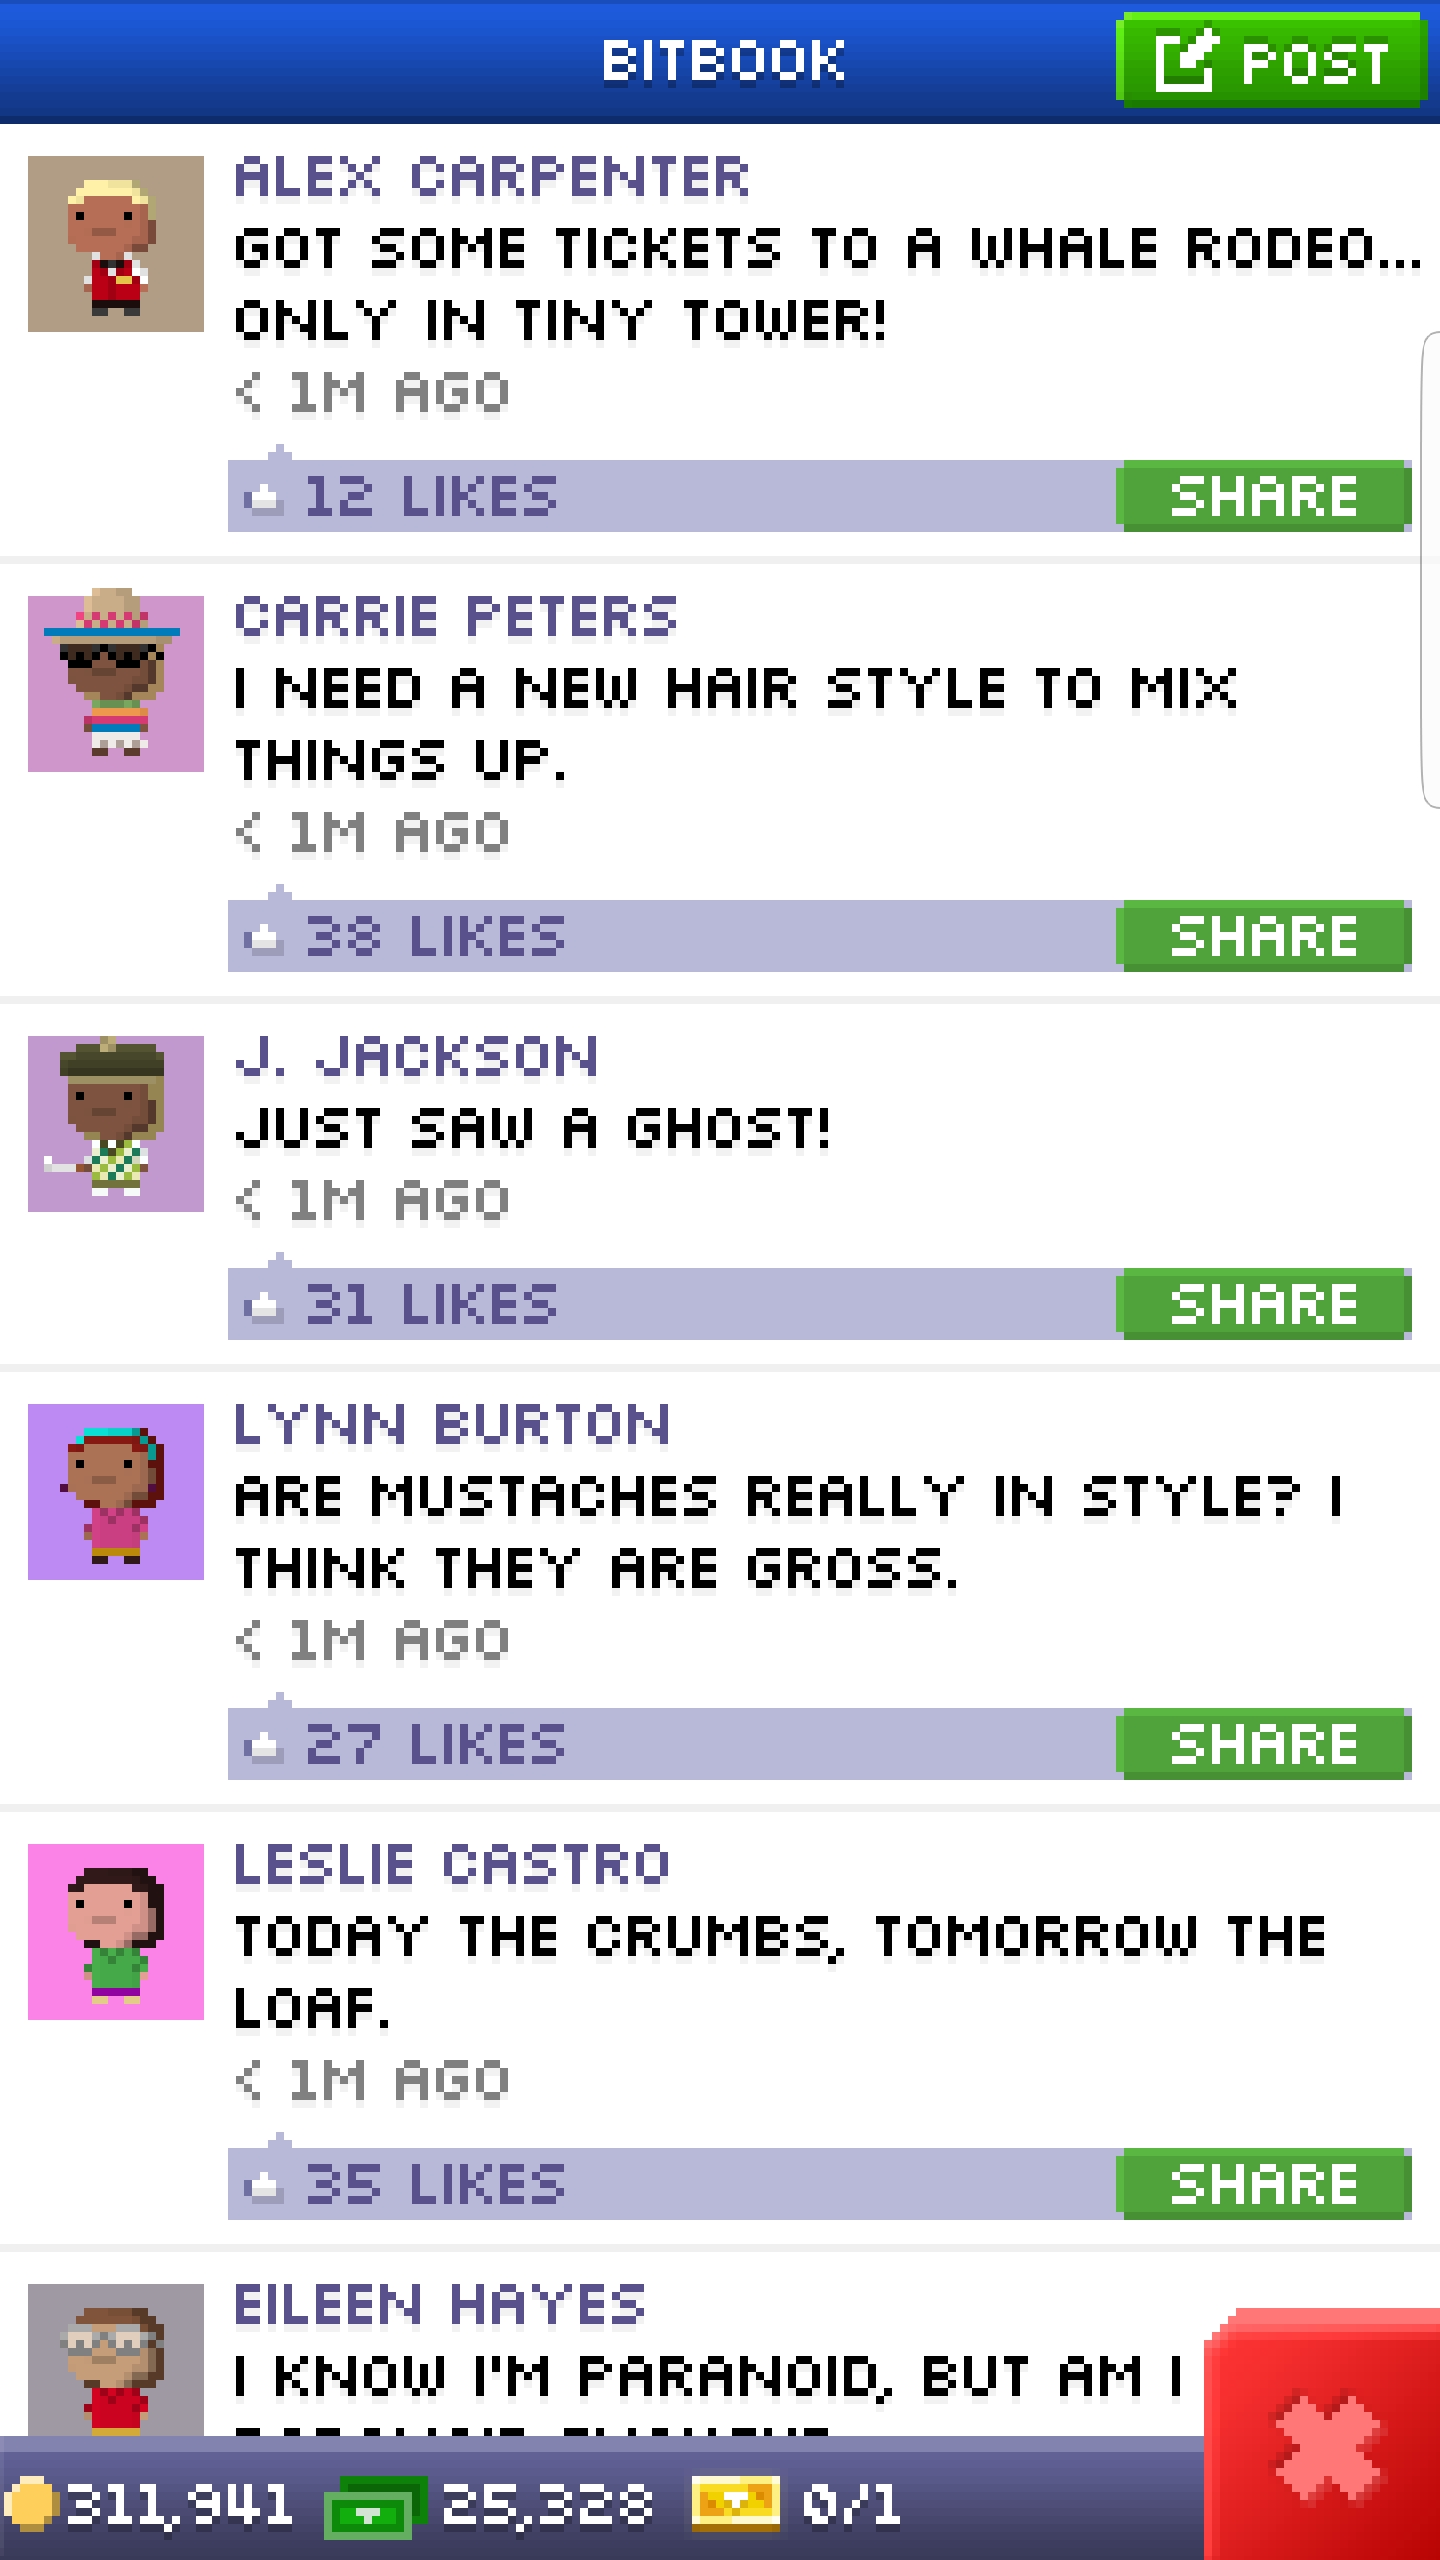 BITBOOK
POST
ALEX CARPENTER
GOT SOME TICKETS TO A WHALE RODEO...
ONLY IN TINY TOWER!
< 1M AGO
12 LIKES
SHARE
CARRIE PETERS
I NEED A NEW HAIR STYLE TO MIX
THINGS UP.
< 1M AGO
38 LIKES
SHARE
J. JACKSON
JUST SAW A GHOST!
< 1M AGO
31 LIKES
SHARE
LYNN BURTON
ARE MUSTACHES REALLY IN STYLE? I
THINK THEY ARE GROSS.
< 1M AGO
27 LIKES
SHARE
LESLIE CASTRO
TODAY THE CRUMBS, TOMORROW THE
LOAF.
< 1M AGO
35 LIKES
SHARE
EILEEN HAYES
I KNOW I'M PARANOID, BUT AM I
311,941
25,328
0/1